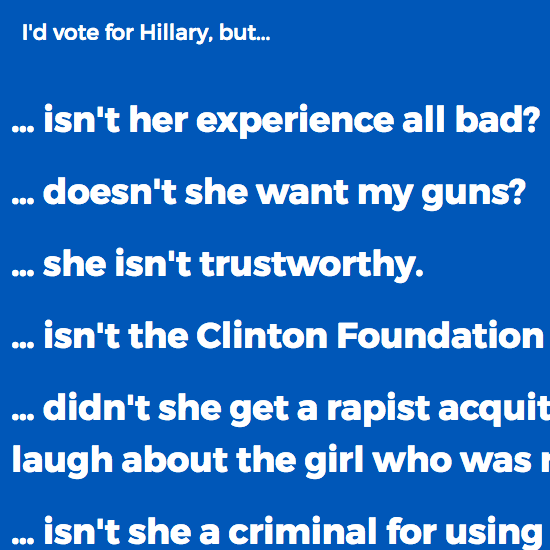 I'd vote for Hillary, but...
... isn't her experience all bad?
... doesn't she want my guns?
... she isn't trustworthy.
... isn't the Clinton Foundation
... didn't she get a rapist acquit
laugh about the girl who was
... isn't she a criminal for using